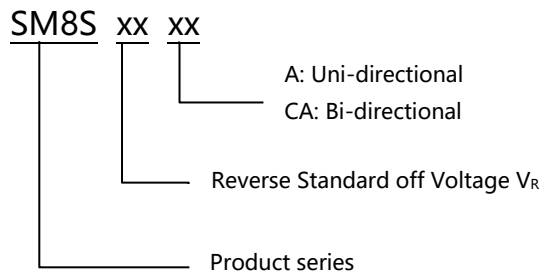 SM8S xx xx
A: Uni-directional
CA: Bi-directional
Reverse Standard off Voltage VR
Product series